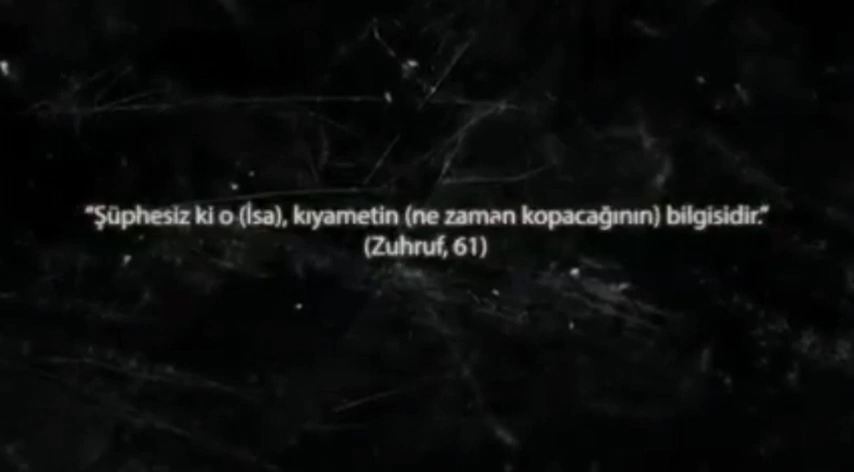 “Şüphesiz ki o (İsa), kıyametin (ne zaman kopacağının) bilgisidir.”
(Zuhruf, 61)